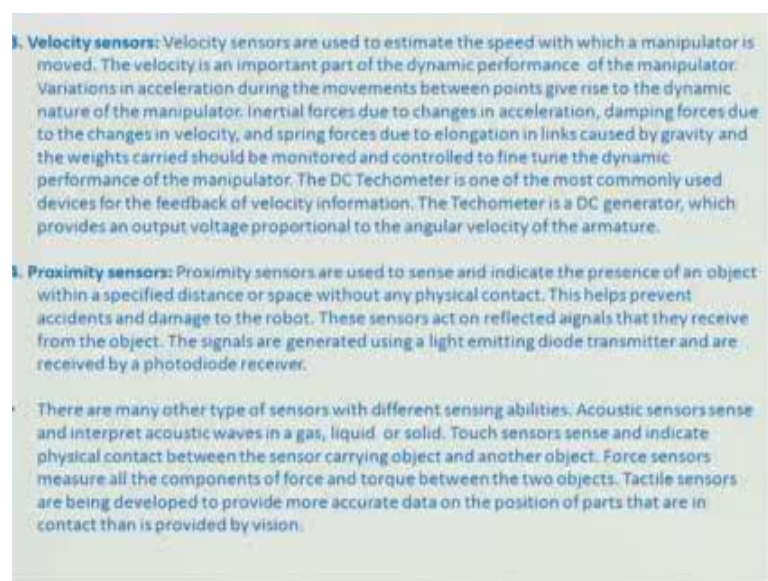 3. Velocity sensors: Velocity sensors are used to estimate the speed with which a manipulator is
moved. The velocity is an important part of the dynamic performance of the manipulator.
Variations in acceleration during the movements between points give rise to the dynamic
nature of the manipulator. Inertial forces due to changes in acceleration, damping forces due
to the changes in velocity, and spring forces due to elongation in links caused by gravity and
the weights carried should be monitored and controlled to fine tune the dynamic
performance of the manipulator. The DC Techometer is one of the most commonly used
devices for the feedback of velocity information. The Techometer is a DC generator, which
provides an output voltage proportional to the angular velocity of the armature.
4. Proximity sensors: Proximity sensors are used to sense and indicate the presence of an object
within a specified distance or space without any physical contact. This helps prevent
accidents and damage to the robot. These sensors act on reflected aignals that they receive
from the object. The signals are generated using a light emitting diode transmitter and are
received by a photodiode receiver.
• There are many other type of sensors with different sensing abilities. Acoustic sensors sense
and interpret acoustic waves in a gas, liquid or solid. Touch sensors sense and indicate
physical contact between the sensor carrying object and another object. Force sensors
measure all the components of force and torque between the two objects. Tactile sensors
are being developed to provide more accurate data on the position of parts that are in
contact than is provided by vision.